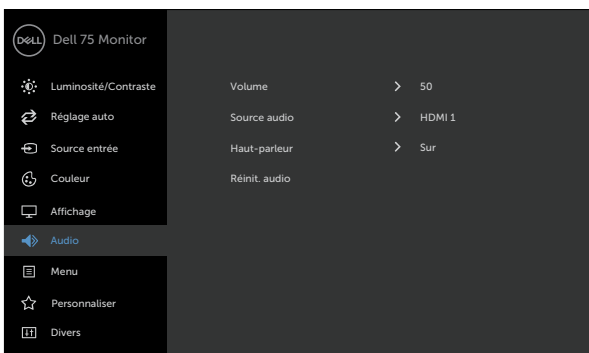 DELL Dell 75 Monitor
Luminosité/Contraste
Réglage auto
Source entrée
Couleur
Affichage
Audio
Menu
Personnaliser
Divers
Volume 50
Source audio HDMI 1
Haut-parleur Sur
Réinit. audio